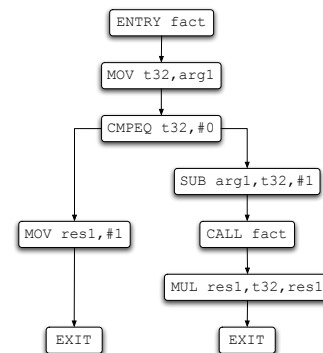 ENTRY fact
MOV t32,arg1
CMPEQ t32,#0
SUB arg1,t32,#1
MOV res1,#1
CALL fact
MUL res1,t32,res1
EXIT
EXIT